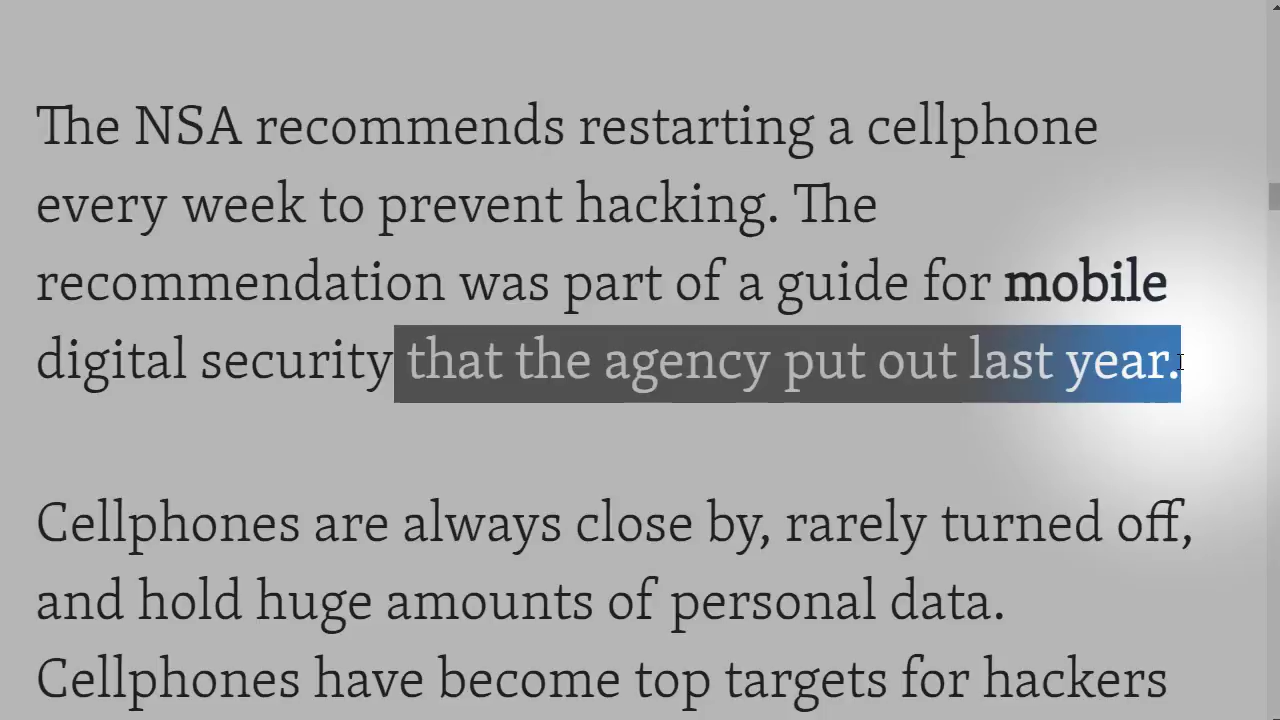 The NSA recommends restarting a cellphone
every week to prevent hacking. The
recommendation was part of a guide for mobile
digital security that the agency put out last year.
Cellphones are always close by, rarely turned off,
and hold huge amounts of personal data.
Cellphones have become top targets for hackers